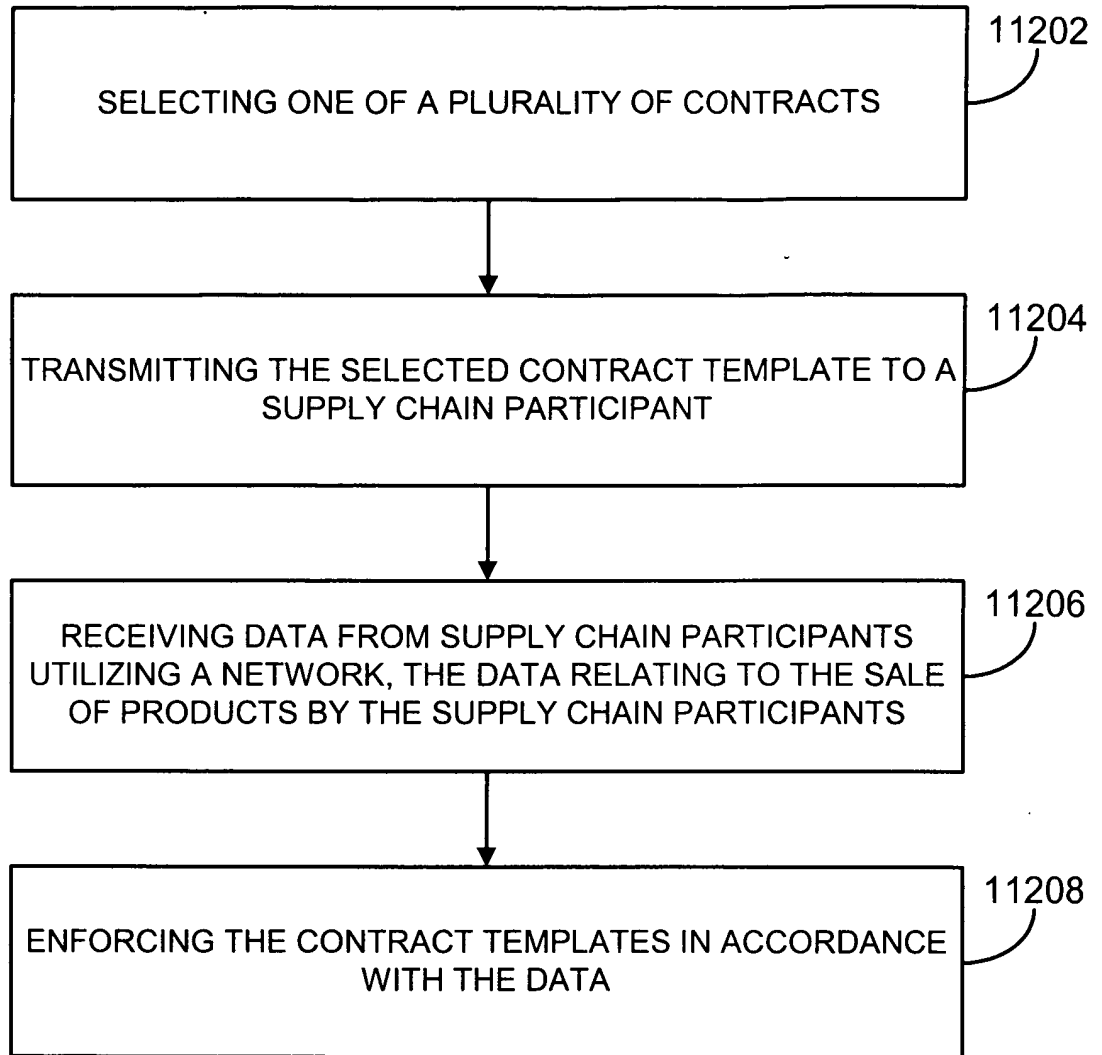 11202
SELECTING ONE OF A PLURALITY OF CONTRACTS
11204
TRANSMITTING THE SELECTED CONTRACT TEMPLATE TO A
SUPPLY CHAIN PARTICIPANT
11206
RECEIVING DATA FROM SUPPLY CHAIN PARTICIPANTS
UTILIZING A NETWORK, THE DATA RELATING TO THE SALE
OF PRODUCTS BY THE SUPPLY CHAIN PARTICIPANTS
11208
ENFORCING THE CONTRACT TEMPLATES IN ACCORDANCE
WITH THE DATA